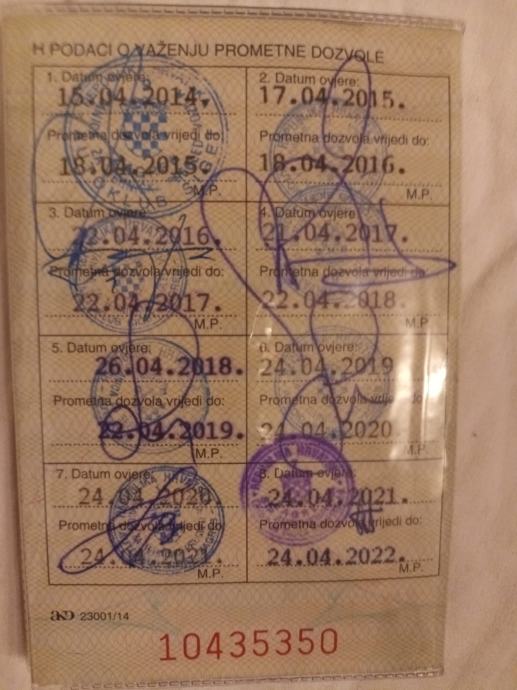 H PODACI O VAŽENJU PROMETNE DOZVOLE
1. Datum ovjere:
15.04.2014.
Prometna dozvola vrijedi do:
18.04.2015.
M.P.
2. Datum ovjere:
17.04.2015.
Prometna dozvola vrijedi do:
18.04.2016.
M.P.
3. Datum ovjere:
22.04.2016.
Prometna dozvola vrijedi do:
22.04.2017.
M.P.
4. Datum ovjere:
21.04.2017.
Prometna dozvola vrijedi do:
22.04.2018.
M.P.
5. Datum ovjere:
26.04.2018.
Prometna dozvola vrijedi do:
22.04.2019.
M.P.
6. Datum ovjere:
24.04.2019
Prometna dozvola vrijedi do:
24.04.2020.
M.P.
7. Datum ovjere:
24.04.2020.
Prometna dozvola vrijedi do:
24.04.2021.
M.P.
8. Datum ovjere:
24.04.2021.
Prometna dozvola vrijedi do:
24.04.2022.
M.P.
23001/14
10435350